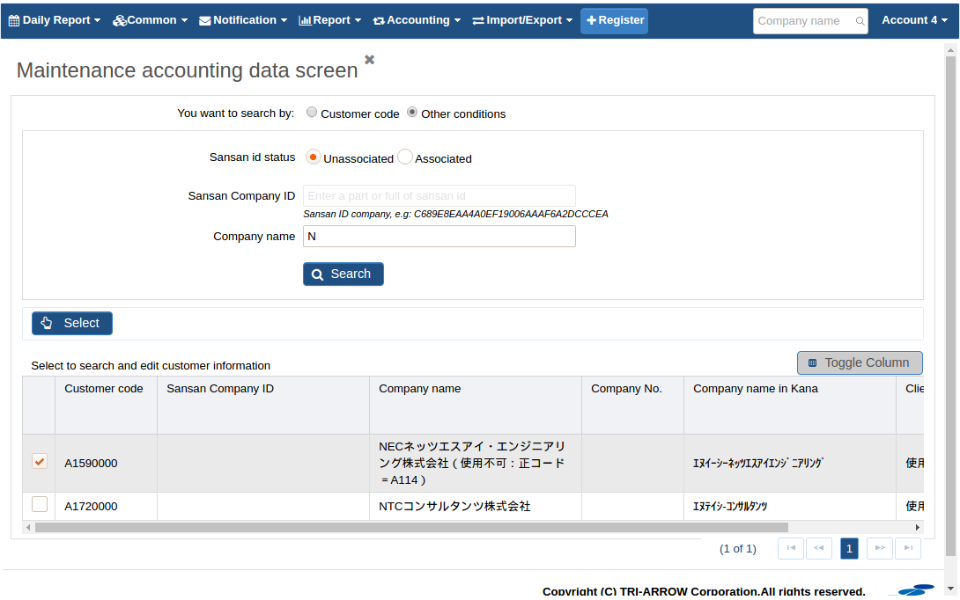 Daily Report Common Notification Report Accounting Import/Export Register Company name Account 4
Maintenance accounting data screen
You want to search by: Customer code Other conditions
Sansan id status Unassociated Associated
Sansan Company ID Enter a part or full of sansan id
Sansan ID company, e.g: C689E8EAA4A0EF19006AAAF6A2DCCCEA
Company name N
Search
Select
Select to search and edit customer information Toggle Column
Customer code Sansan Company ID Company name Company No. Company name in Kana Clie
NECネッツエスアイ・エンジニアリ
A1590000 ング株式会社（使用不可：正コード ｴﾇｲｰｼｰﾈｯﾂｴｽｱｲｴﾝｼﾞﾆｱﾘﾝｸﾞ 使用
=A114）
A1720000 NTCコンサルタンツ株式会社 ｴﾇﾃｲｼ-ｺﾝｻﾙﾀﾝﾂ 使用
(1 of 1) 1
Copyright (C) TRI-ARROW Corporation.All rights reserved.